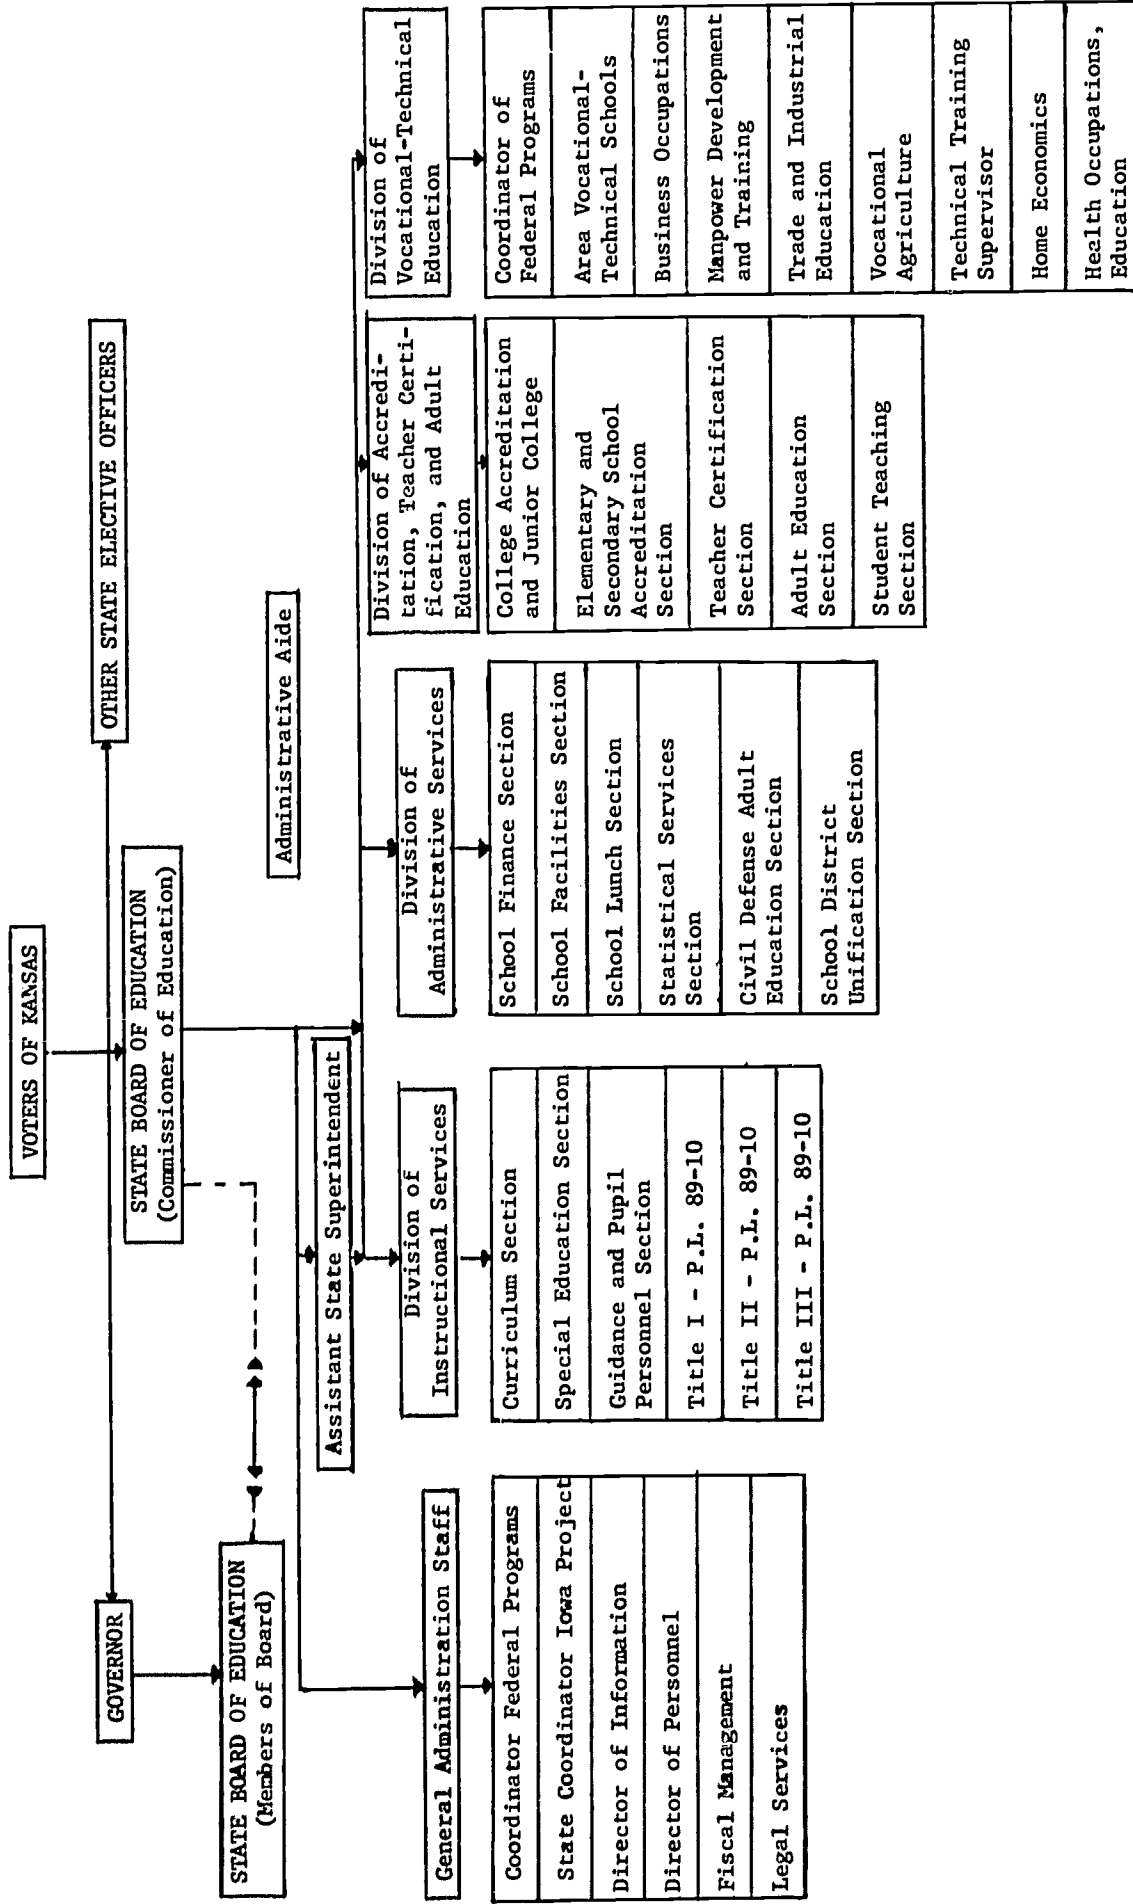 VOTERS OF KANSAS
GOVERNOR
OTHER STATE ELECTIVE OFFICERS
STATE BOARD OF EDUCATION
(Commissioner of Education)
STATE BOARD OF EDUCATION
(Members of Board)
Administrative Aide
Assistant State Superintendent
General Administration Staff
Coordinator Federal Programs
State Coordinator Iowa Project
Director of Information
Director of Personnel
Fiscal Management
Legal Services
Division of
Instructional Services
Curriculum Section
Special Education Section
Guidance and Pupil
Personnel Section
Title I - P.L. 89-10
Title II - P.L. 89-10
Title III - P.L. 89-10
Division of
Administrative Services
School Finance Section
School Facilities Section
School Lunch Section
Statistical Services
Section
Civil Defense Adult
Education Section
School District
Unification Section
Division of Accredi-
tation, Teacher Certi-
fication, and Adult
Education
College Accreditation
and Junior College
Elementary and
Secondary School
Accreditation
Section
Teacher Certification
Section
Adult Education
Section
Student Teaching
Section
Division of
Vocational-Technical
Education
Coordinator of
Federal Programs
Area Vocational-
Technical Schools
Business Occupations
Manpower Development
and Training
Trade and Industrial
Education
Vocational
Agriculture
Technical Training
Supervisor
Home Economics
Health Occupations,
Education